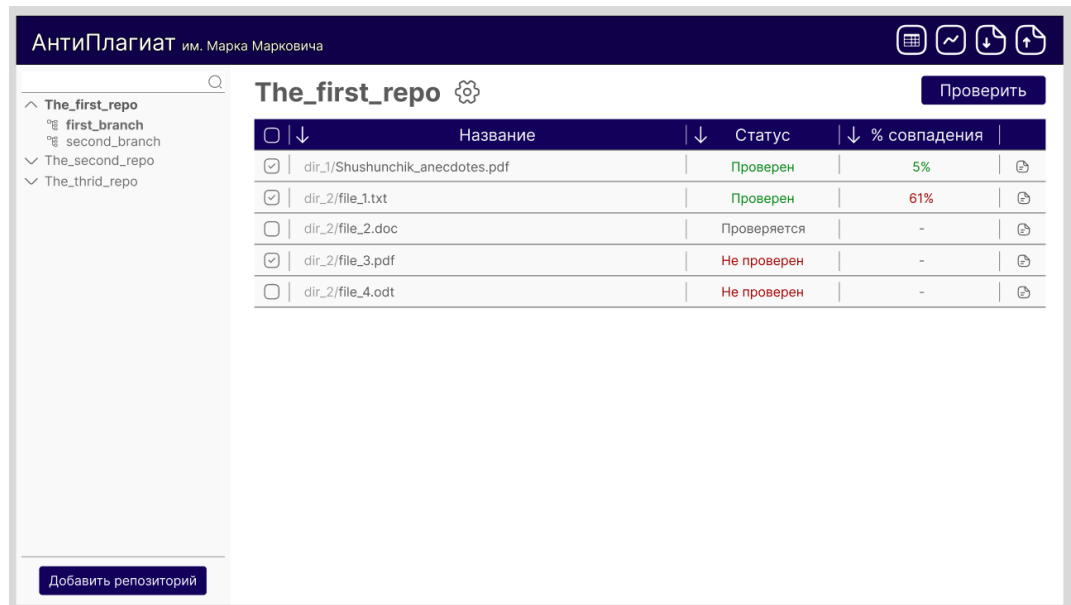 АнтиПлагиат им. Марка Марковича
The_first_repo
first_branch
second_branch
The_second_repo
The_thrid_repo
Добавить репозиторий
The_first_repo
Проверить
Название Статус % совпадения
dir_1/Shushunchik_anecdotes.pdf Проверен 5%
dir_2/file_1.txt Проверен 61%
dir_2/file_2.doc Проверяется -
dir_2/file_3.pdf Не проверен -
dir_2/file_4.odt Не проверен -